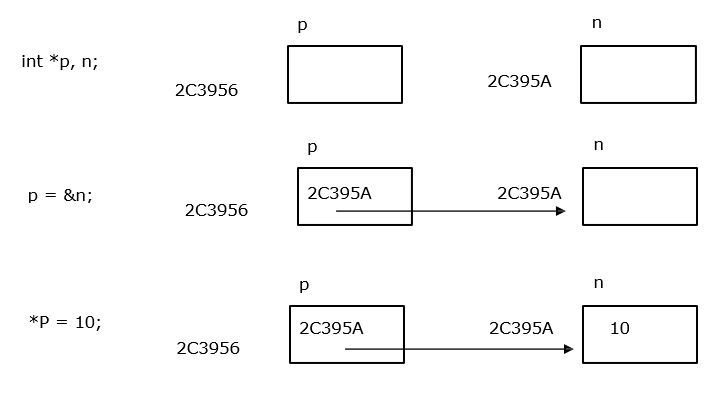 p n
int *p, n; 2C3956 2C395A
p n
p = &n; 2C3956 2C395A 2C395A
p n
*P = 10; 2C3956 2C395A 2C395A 10